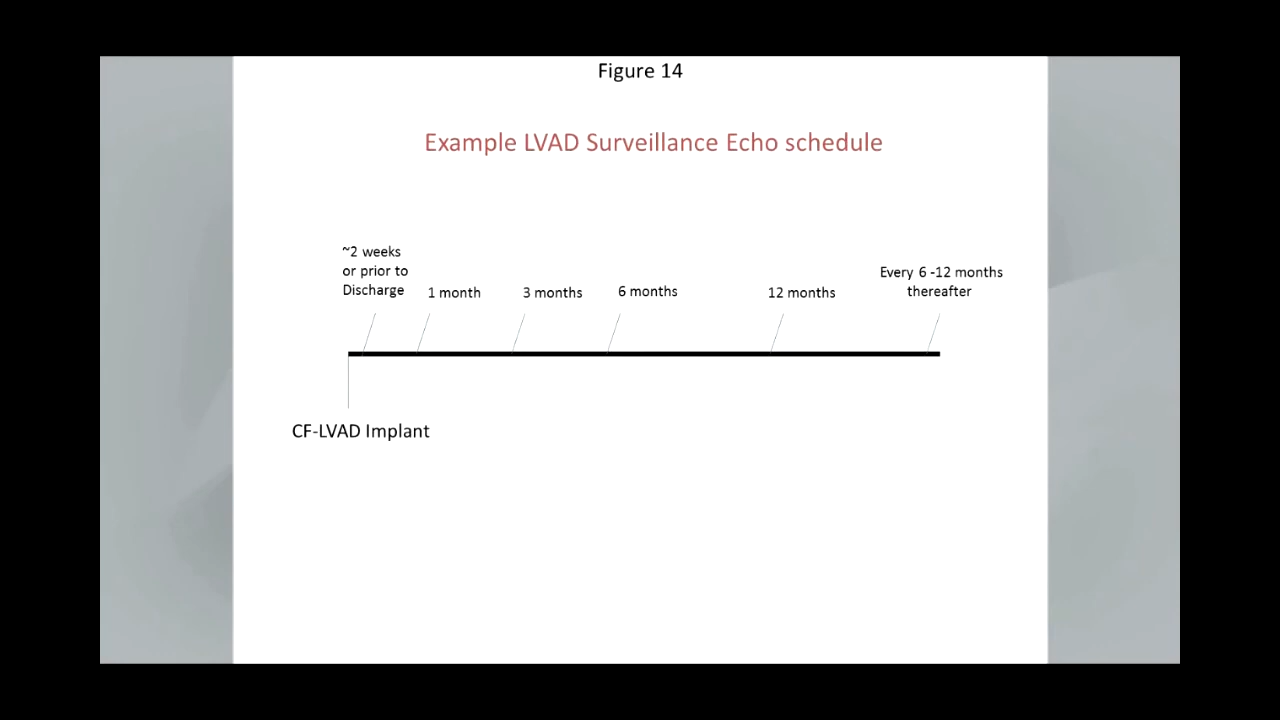 Figure 14
Example LVAD Surveillance Echo schedule
~2 weeks
or prior to
Discharge
1 month
3 months
6 months
12 months
Every 6 -12 months
thereafter
CF-LVAD Implant